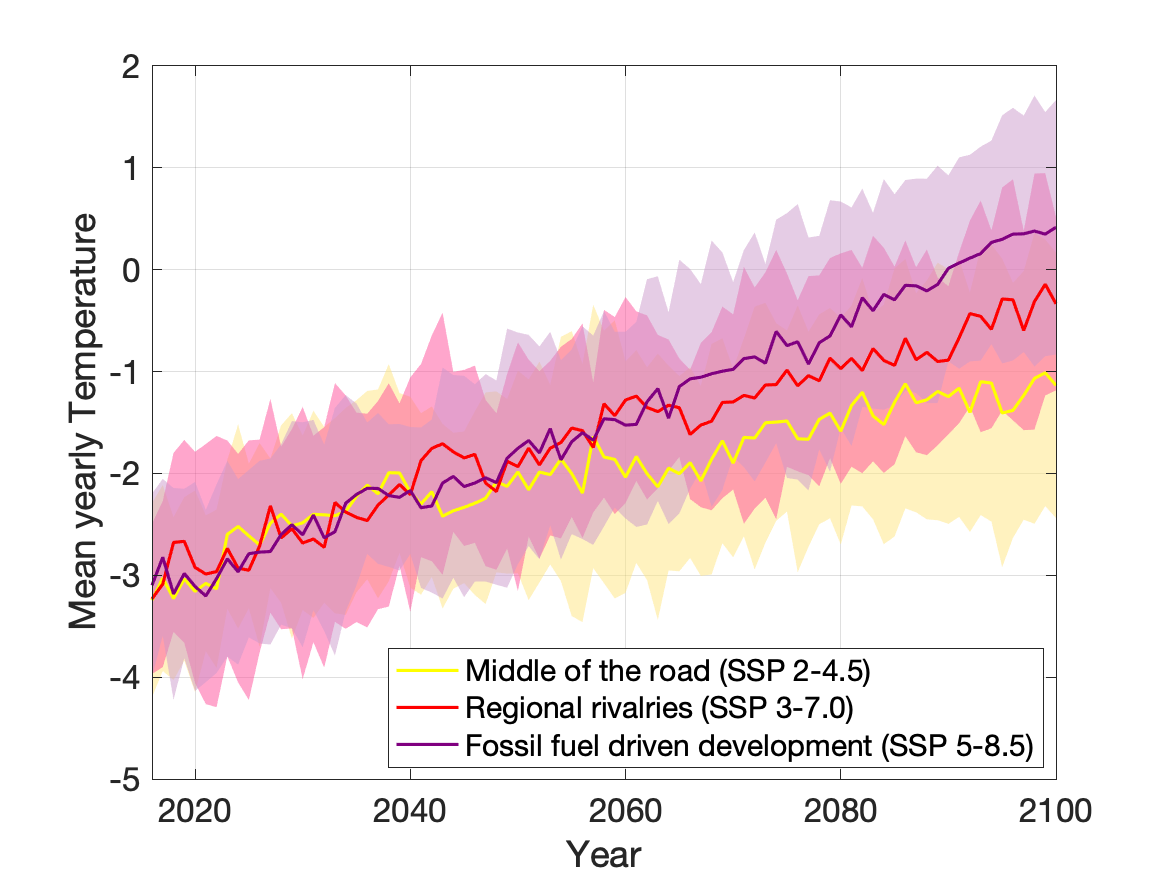 2
1
0
-1
-2
-3
-4
-5
Mean yearly Temperature
Middle of the road (SSP 2-4.5)
Regional rivalries (SSP 3-7.0)
Fossil fuel driven development (SSP 5-8.5)
2020 2040 2060 2080 2100
Year